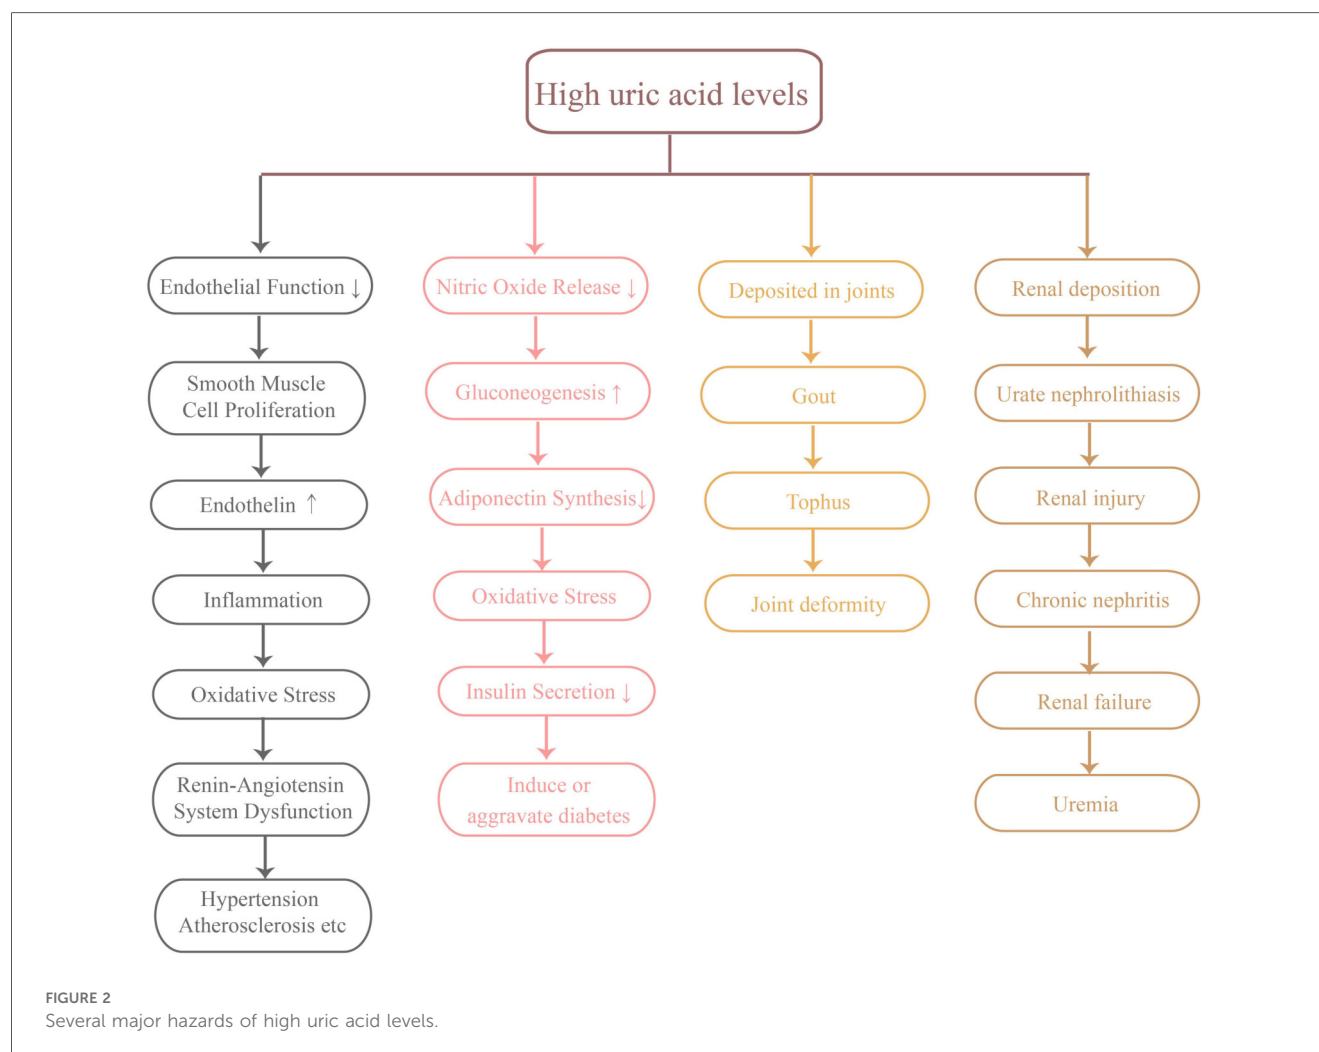 High uric acid levels
Endothelial Function ↓
Smooth Muscle
Cell Proliferation
Endothelin ↑
Inflammation
Oxidative Stress
Renin-Angiotensin
System Dysfunction
Hypertension
Atherosclerosis etc
Nitric Oxide Release ↓
Gluconeogenesis ↑
Adiponectin Synthesis↓
Oxidative Stress
Insulin Secretion ↓
Induce or
aggravate diabetes
Deposited in joints
Gout
Tophus
Joint deformity
Renal deposition
Urate nephrolithiasis
Renal injury
Chronic nephritis
Renal failure
Uremia
FIGURE 2
Several major hazards of high uric acid levels.